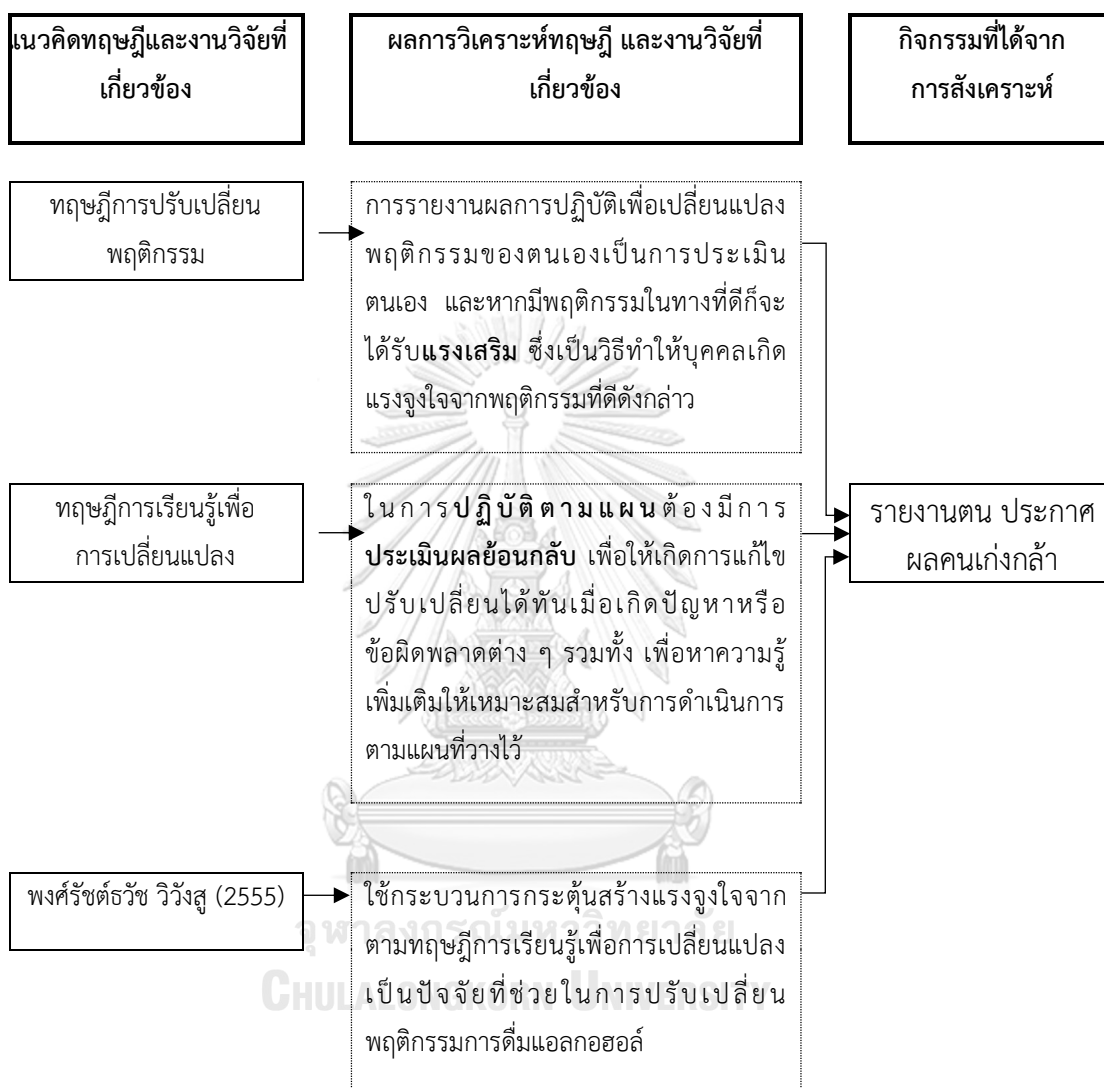 แนวคิดทฤษฎีและงานวิจัยที่
เกี่ยวข้อง
ผลการวิเคราะห์ทฤษฎี และงานวิจัยที่
เกี่ยวข้อง
กิจกรรมที่ได้จาก
การสังเคราะห์
ทฤษฎีการปรับเปลี่ยน
พฤติกรรม
การรายงานผลการปฏิบัติเพื่อเปลี่ยนแปลง
พฤติกรรมของตนเองเป็นการประเมิน
ตนเอง และหากมีพฤติกรรมในทางที่ดีก็จะ
ได้รับแรงเสริม ซึ่งเป็นวิธีทำให้บุคคลเกิด
แรงจูงใจจากพฤติกรรมที่ดีดังกล่าว
ทฤษฎีการเรียนรู้เพื่อ
การเปลี่ยนแปลง
ในการปฏิบัติตามแผนต้องมีการ
ประเมินผลย้อนกลับ เพื่อให้เกิดการแก้ไข
ปรับเปลี่ยนได้ทันเมื่อเกิดปัญหาหรือ
ข้อผิดพลาดต่าง ๆ รวมทั้ง เพื่อหาความรู้
เพิ่มเติมให้เหมาะสมสำหรับการดำเนินการ
ตามแผนที่วางไว้
รายงานตน ประกาศ
ผลคนเก่งกล้า
พงศ์รัชต์ธวัช วิวังสู (2555)
ใช้กระบวนการกระตุ้นสร้างแรงจูงใจจาก
ตามทฤษฎีการเรียนรู้เพื่อการเปลี่ยนแปลง
เป็นปัจจัยที่ช่วยในการปรับเปลี่ยน
พฤติกรรมการดื่มแอลกอฮอล์
จุฬาลงกรณ์มหาวิทยาลัย
CHULALONGKORN UNIVERSITY